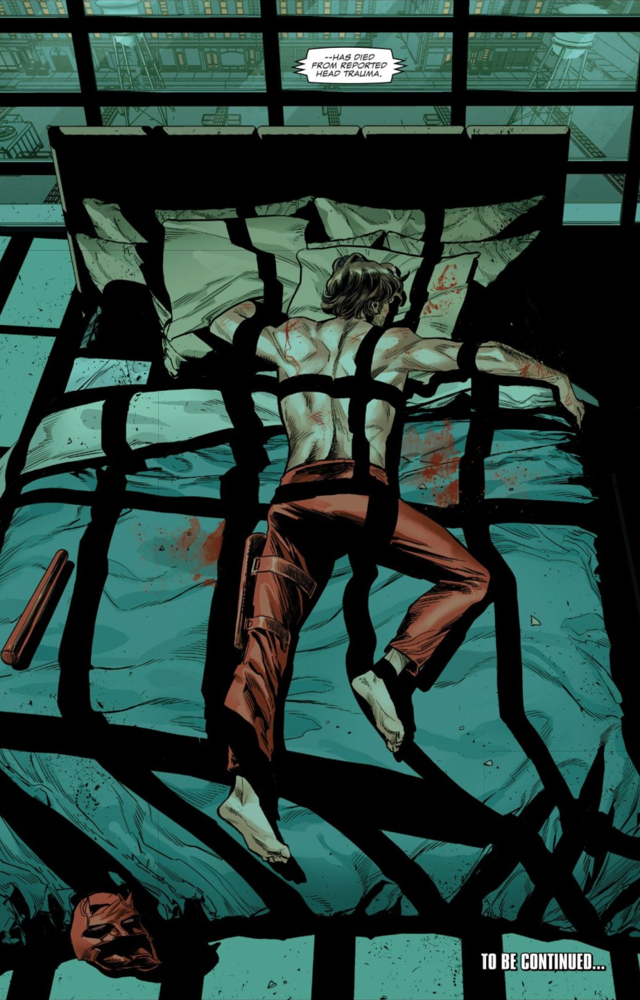 --HAS DIED
FROM REPORTED
HEAD TRAUMA.
TO BE CONTINUED...